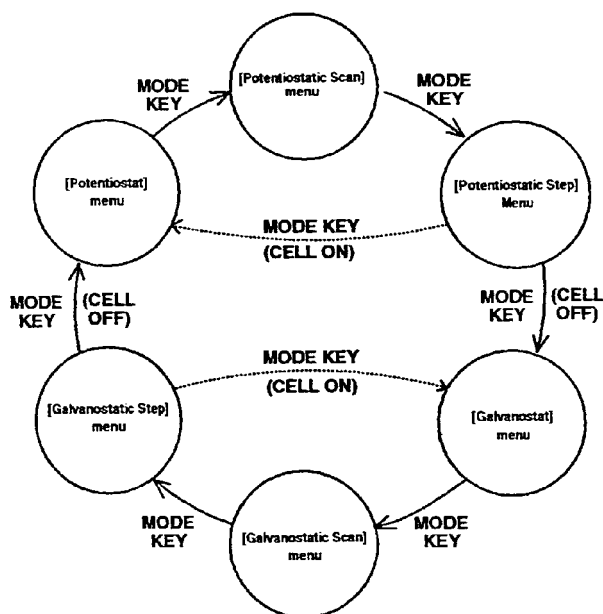 [Potentiostatic Scan]
menu
MODE
KEY
MODE
KEY
[Potentiostat]
menu
[Potentiostatic Step]
Menu
MODE KEY
(CELL ON)
MODE
KEY
(CELL
OFF)
MODE
KEY
(CELL
OFF)
MODE KEY
(CELL ON)
[Galvanostatic Step]
menu
[Galvanostat]
menu
MODE
KEY
[Galvanostatic Scan]
menu
MODE
KEY